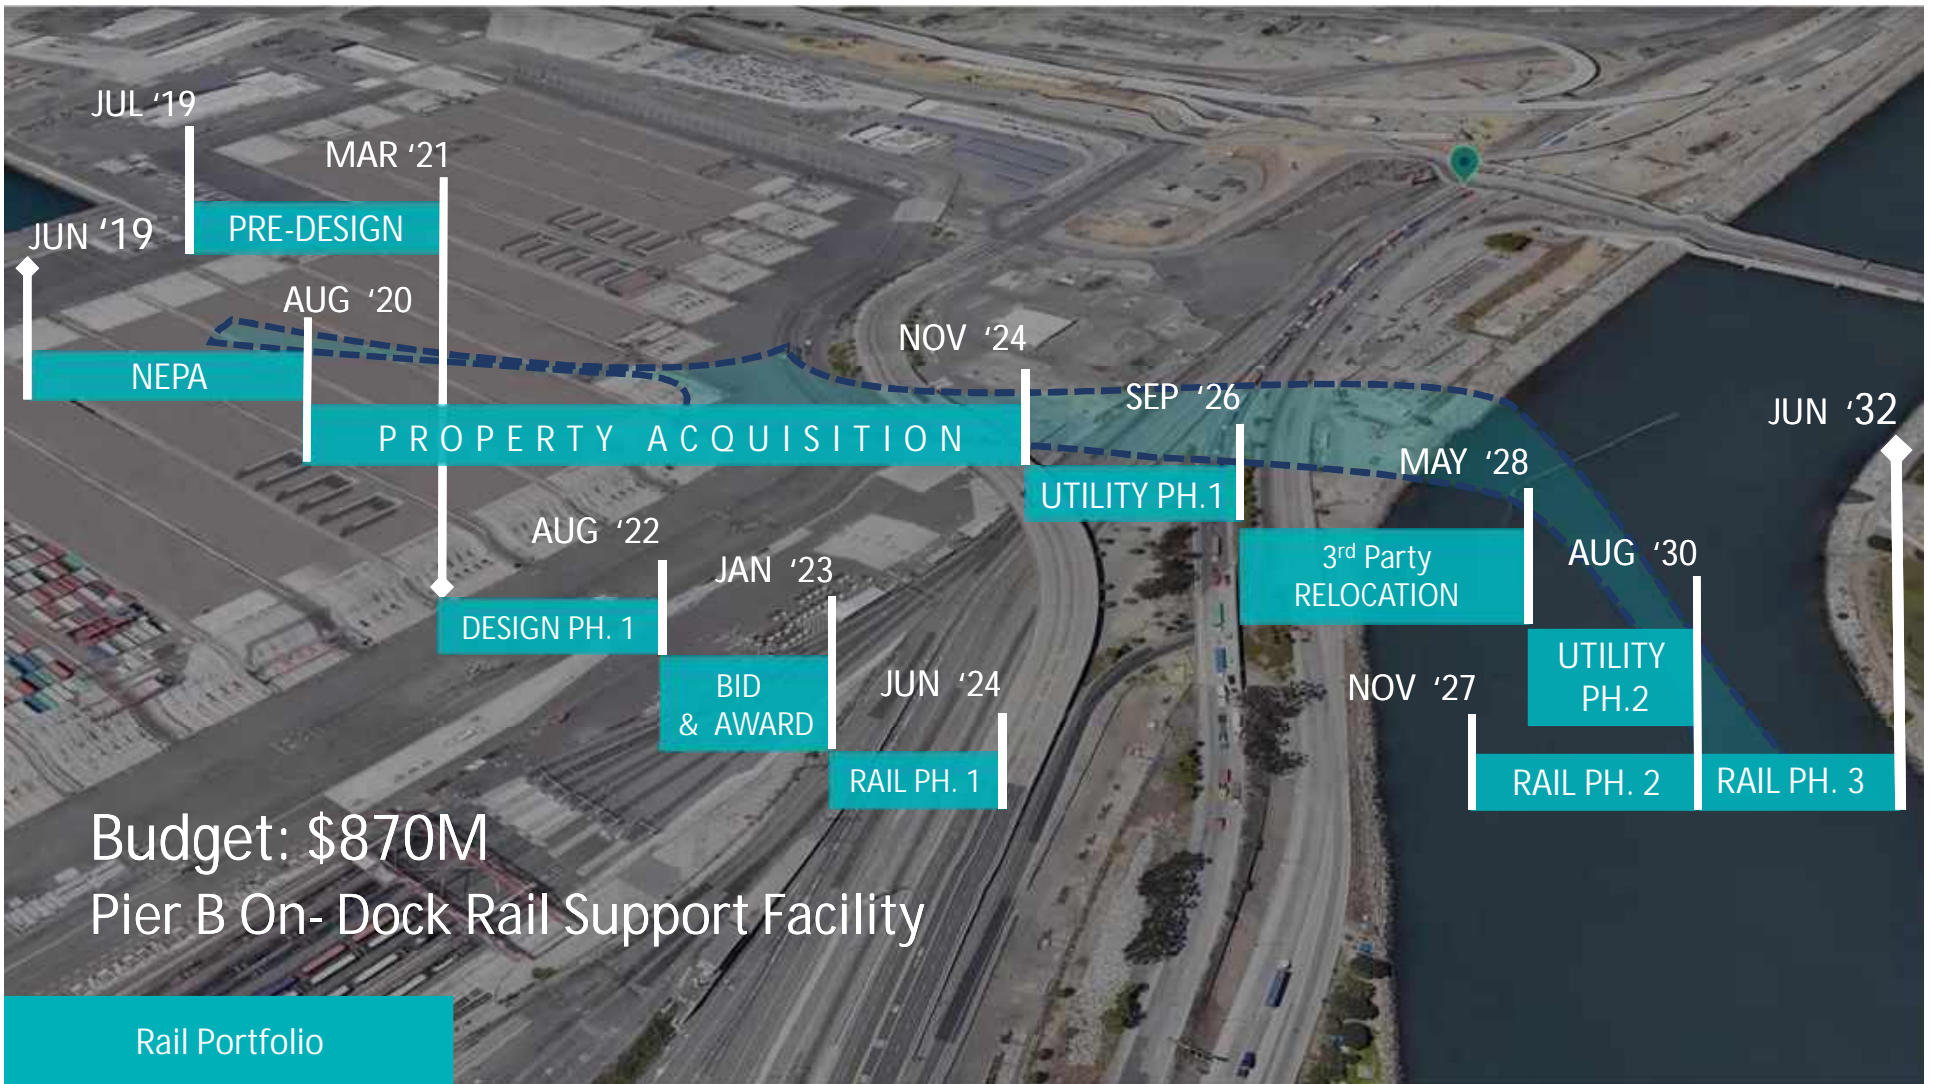 JUL ‘19
MAR ‘21
PRE-DESIGN
JUN ‘19
AUG ‘20
NOV ‘24
NEPA
SEP ‘26
JUN ‘32
PROPERTY ACQUISITION
MAY ‘28
UTILITY PH.1
AUG ‘22
JAN ‘23
3rd Party
RELOCATION
AUG ‘30
DESIGN PH. 1
UTILITY
PH.2
BID
& AWARD
JUN ‘24
NOV ‘27
RAIL PH. 1
RAIL PH. 2
RAIL PH. 3
Budget: $870M
Pier B On- Dock Rail Support Facility
Rail Portfolio